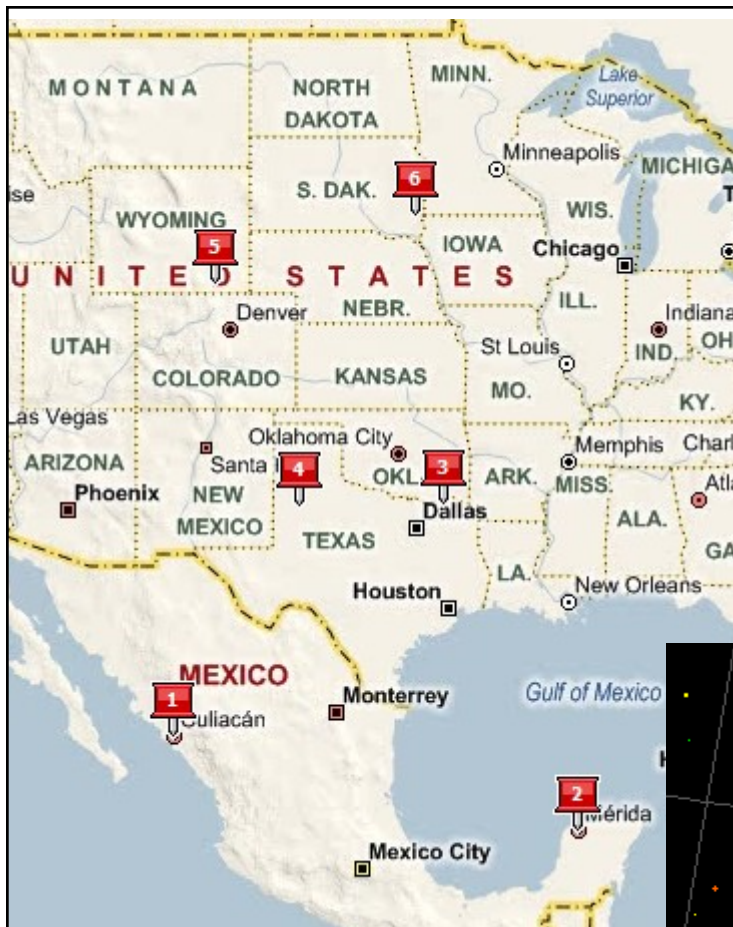 MONTANA
NORTH
DAKOTA
MINN.
Lake
Superior
Minneapolis
MICHIGA
6
S. DAK.
ise
WYOMING
WIS.
T
5
IOWA
Chicago
UNITED STATES
NEBR.
ILL.
Denver
Indiana
UTAH
St Louis
IND.
OH
COLORADO
KANSAS
MO.
KY.
Las Vegas
Oklahoma City
Memphis
Charl
ARIZONA
Santa
4
OKL
3
ARK.
MISS.
Atla
Phoenix
NEW
MEXICO
Dallas
ALA.
TEXAS
GA
LA.
Houston
New Orleans
MEXICO
1
Culiacán
Monterrey
Gulf of Mexico
H
2
Mérida
Mexico City